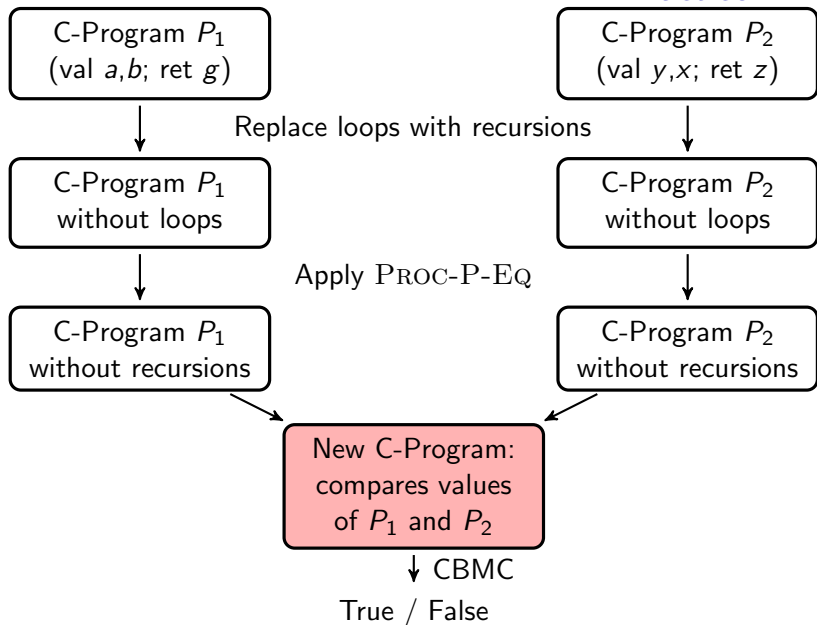 C-Program P₁
(val a,b; ret g)
C-Program P₂
(val y,x; ret z)
Replace loops with recursions
C-Program P₁
without loops
C-Program P₂
without loops
Apply PROC-P-EQ
C-Program P₁
without recursions
C-Program P₂
without recursions
New C-Program:
compares values
of P₁ and P₂
CBMC
True / False